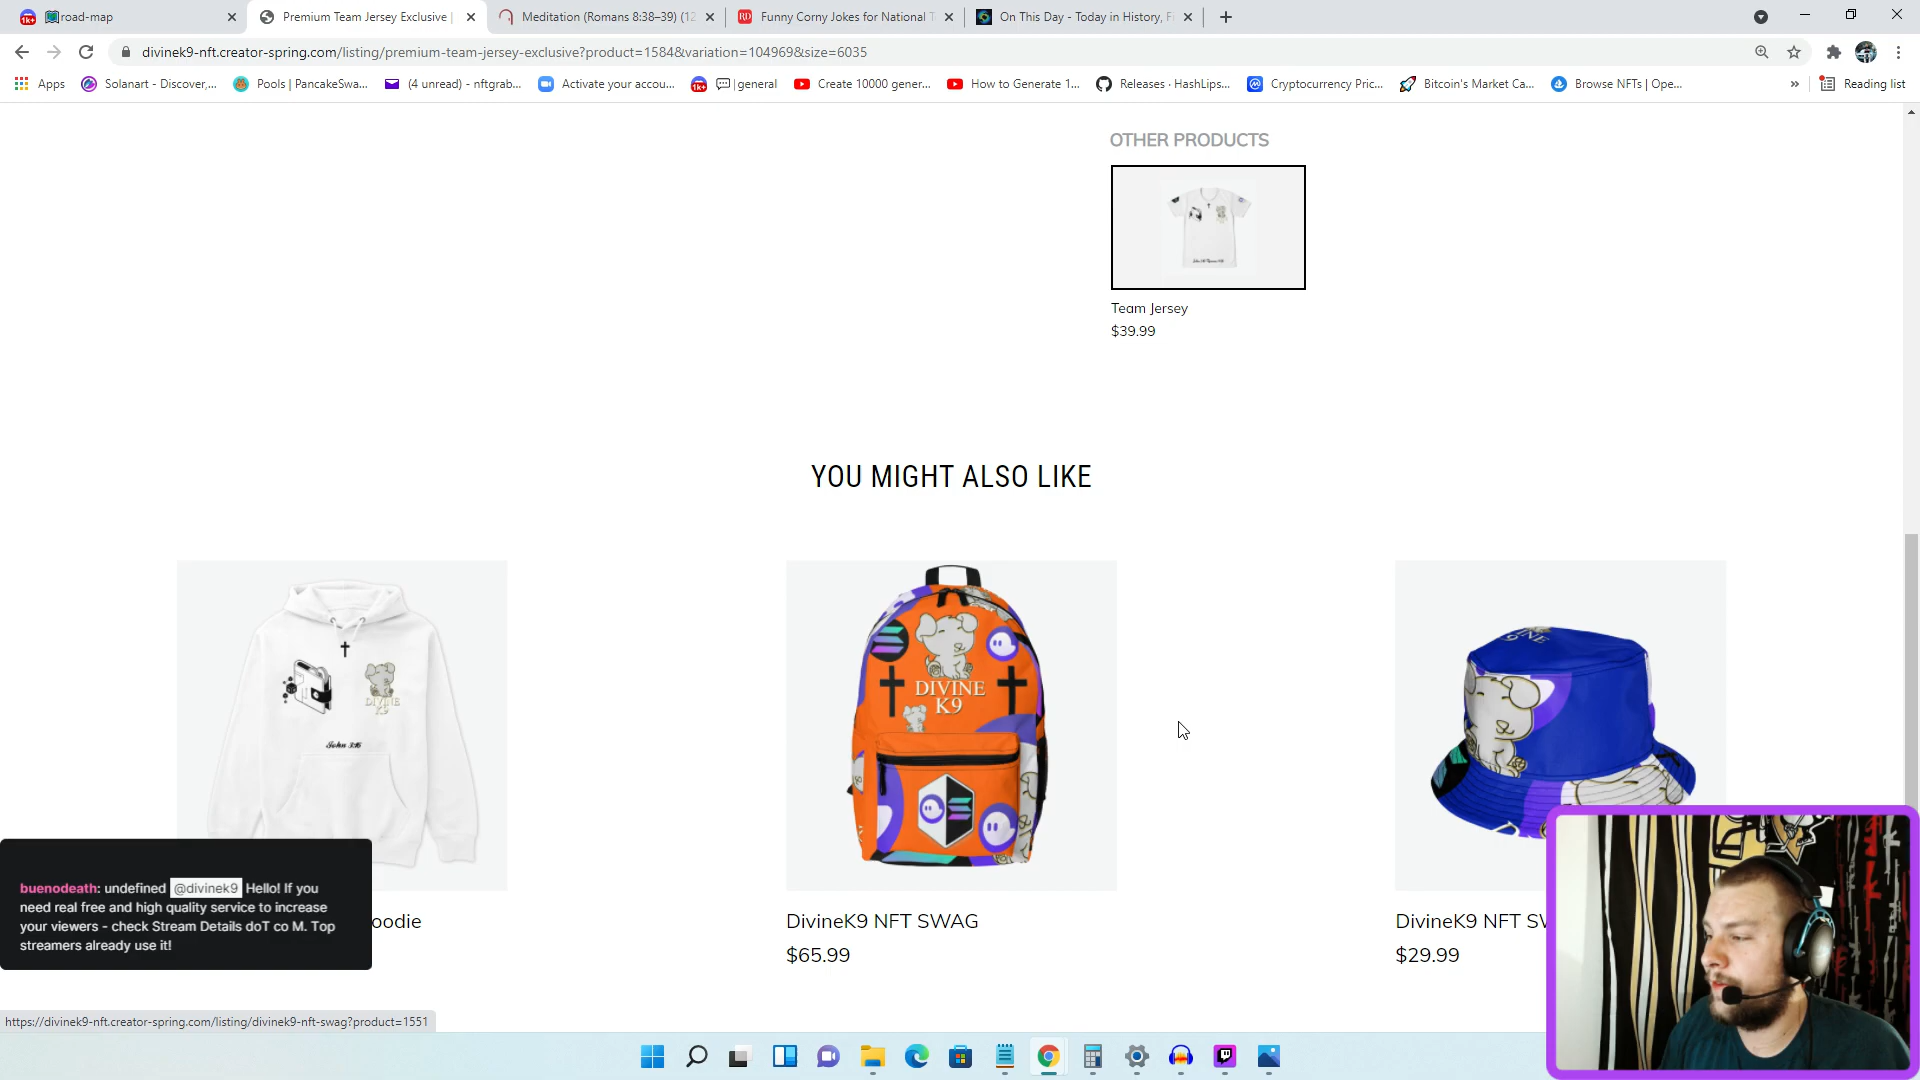 road-map
Premium Team Jersey Exclusive |
Meditation (Romans 8:38–39) (12
Funny Corny Jokes for National T
On This Day - Today in History, F
divinek9-nft.creator-spring.com/listing/premium-team-jersey-exclusive?product=1584&variation=104969&size=6035
Apps
Solanart - Discover,...
Pools | PancakeSwa...
(4 unread) - nftgrab...
Activate your accou...
1k+
|general
Create 10000 gener...
How to Generate 1...
Releases · HashLips...
Cryptocurrency Pric...
Bitcoin's Market Ca...
Browse NFTs | Ope...
»
Reading list
OTHER PRODUCTS
Team Jersey
$39.99
YOU MIGHT ALSO LIKE
John 3:16
DIVINE
K9
DIVINE
K9
oodie
DivineK9 NFT SWAG
$65.99
DivineK9 NFT SW
$29.99
buenodeath: undefined @divinek9 Hello! If you
need real free and high quality service to increase
your viewers - check Stream Details doT co M. Top
streamers already use it!
https://divinek9-nft.creator-spring.com/listing/divinek9-nft-swag?product=1551